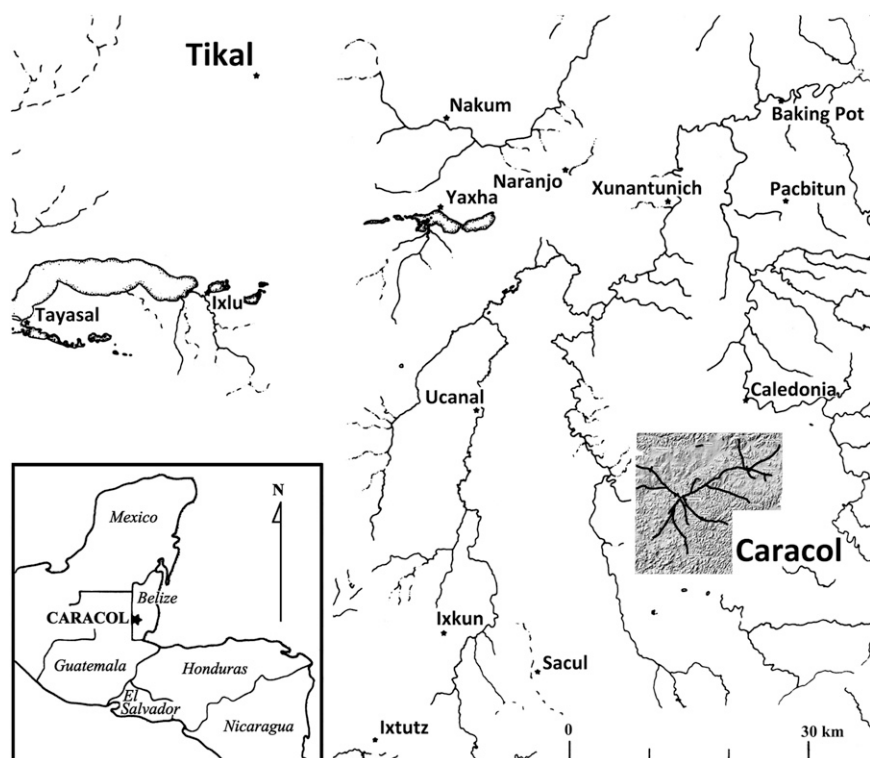 Tikal
Nakum
Baking Pot
Naranjo
Xunantunich
Pacbitun
Yaxha
Ixlu
Tayasal
Caledonia
Ucanal
Caracol
N
Mexico
Belize
CARACOL
Guatemala
Honduras
El
Salvador
Nicaragua
Ixkun
Sacul
Ixtutz
0
30 km